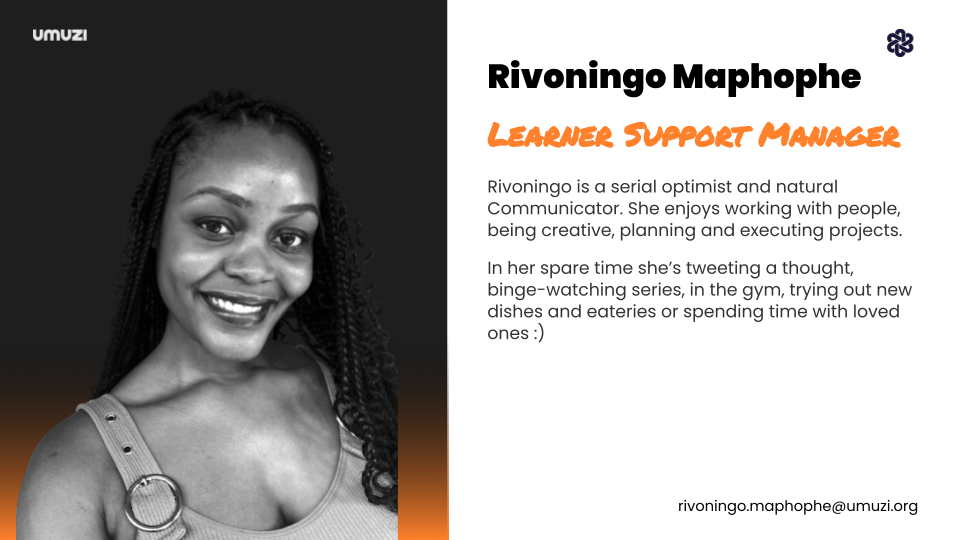 umuzi
Rivoningo Maphophe
Learner Support Manager
Rivoningo is a serial optimist and natural
Communicator. She enjoys working with people,
being creative, planning and executing projects.
In her spare time she’s tweeting a thought,
binge-watching series, in the gym, trying out new
dishes and eateries or spending time with loved
ones :)
rivoningo.maphophe@umuzi.org